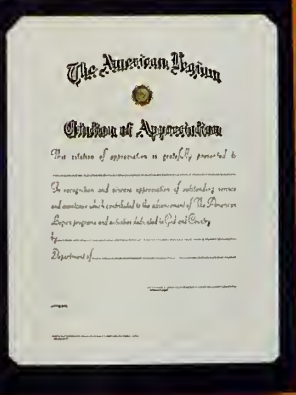 The American Legion
Citation of Appreciation
This citation of appreciation is gratefully presented to
In recognition and sincere appreciation of outstanding service
and assistance which contributed to the advancement of The American
Legion programs and activities dedicated to God and Country
by
Department of